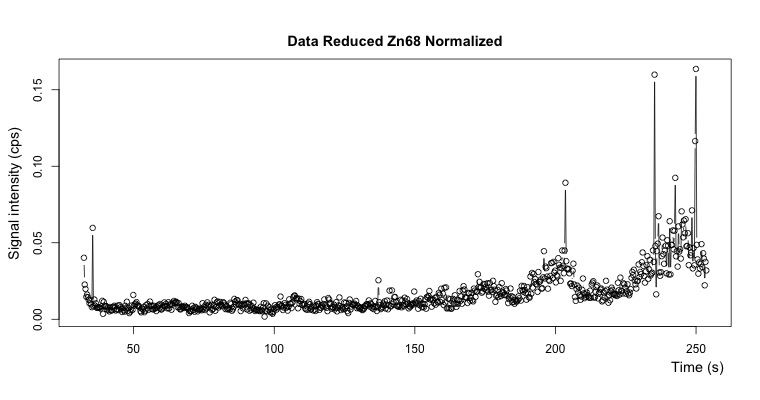 Data Reduced Zn68 Normalized
Signal intensity (cps)
0.15
0.10
0.05
0.00
50 100 150 200 250
Time (s)